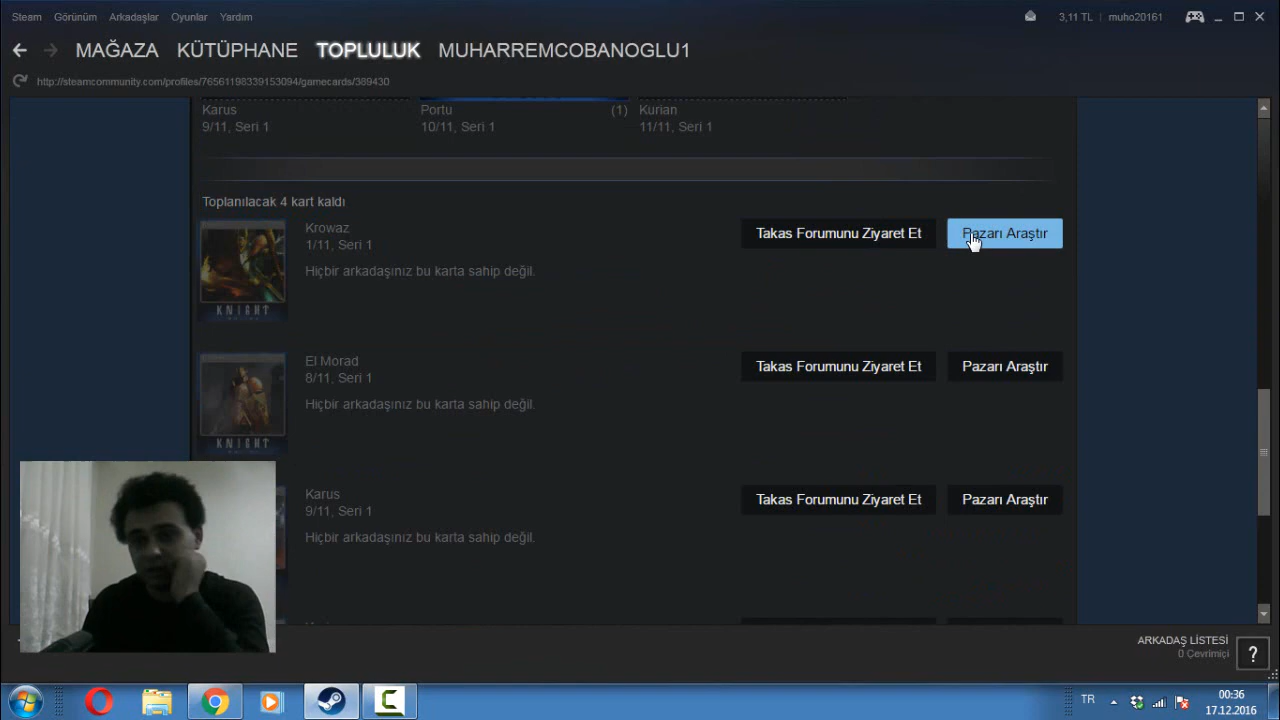 Steam Görünüm Arkadaşlar Oyunlar Yardım
3,11 TL | muho20161
MAĞAZA KÜTÜPHANE TOPLULUK MUHARREMCOBANOGLU1
http://steamcommunity.com/profiles/76561198339153094/gamecards/389430
Karus
9/11, Seri 1
Portu (1)
10/11, Seri 1
Kurian
11/11, Seri 1
Toplanılacak 4 kart kaldı
KNIGHT
Krowaz
1/11, Seri 1
Hiçbir arkadaşınız bu karta sahip değil.
Takas Forumunu Ziyaret Et
Pazarı Araştır
KNIGHT
El Morad
8/11, Seri 1
Hiçbir arkadaşınız bu karta sahip değil.
Takas Forumunu Ziyaret Et
Pazarı Araştır
Karus
9/11, Seri 1
Hiçbir arkadaşınız bu karta sahip değil.
Takas Forumunu Ziyaret Et
Pazarı Araştır
ARKADAŞ LİSTESİ
0 Çevrimiçi
?
TR
00:36
17.12.2016